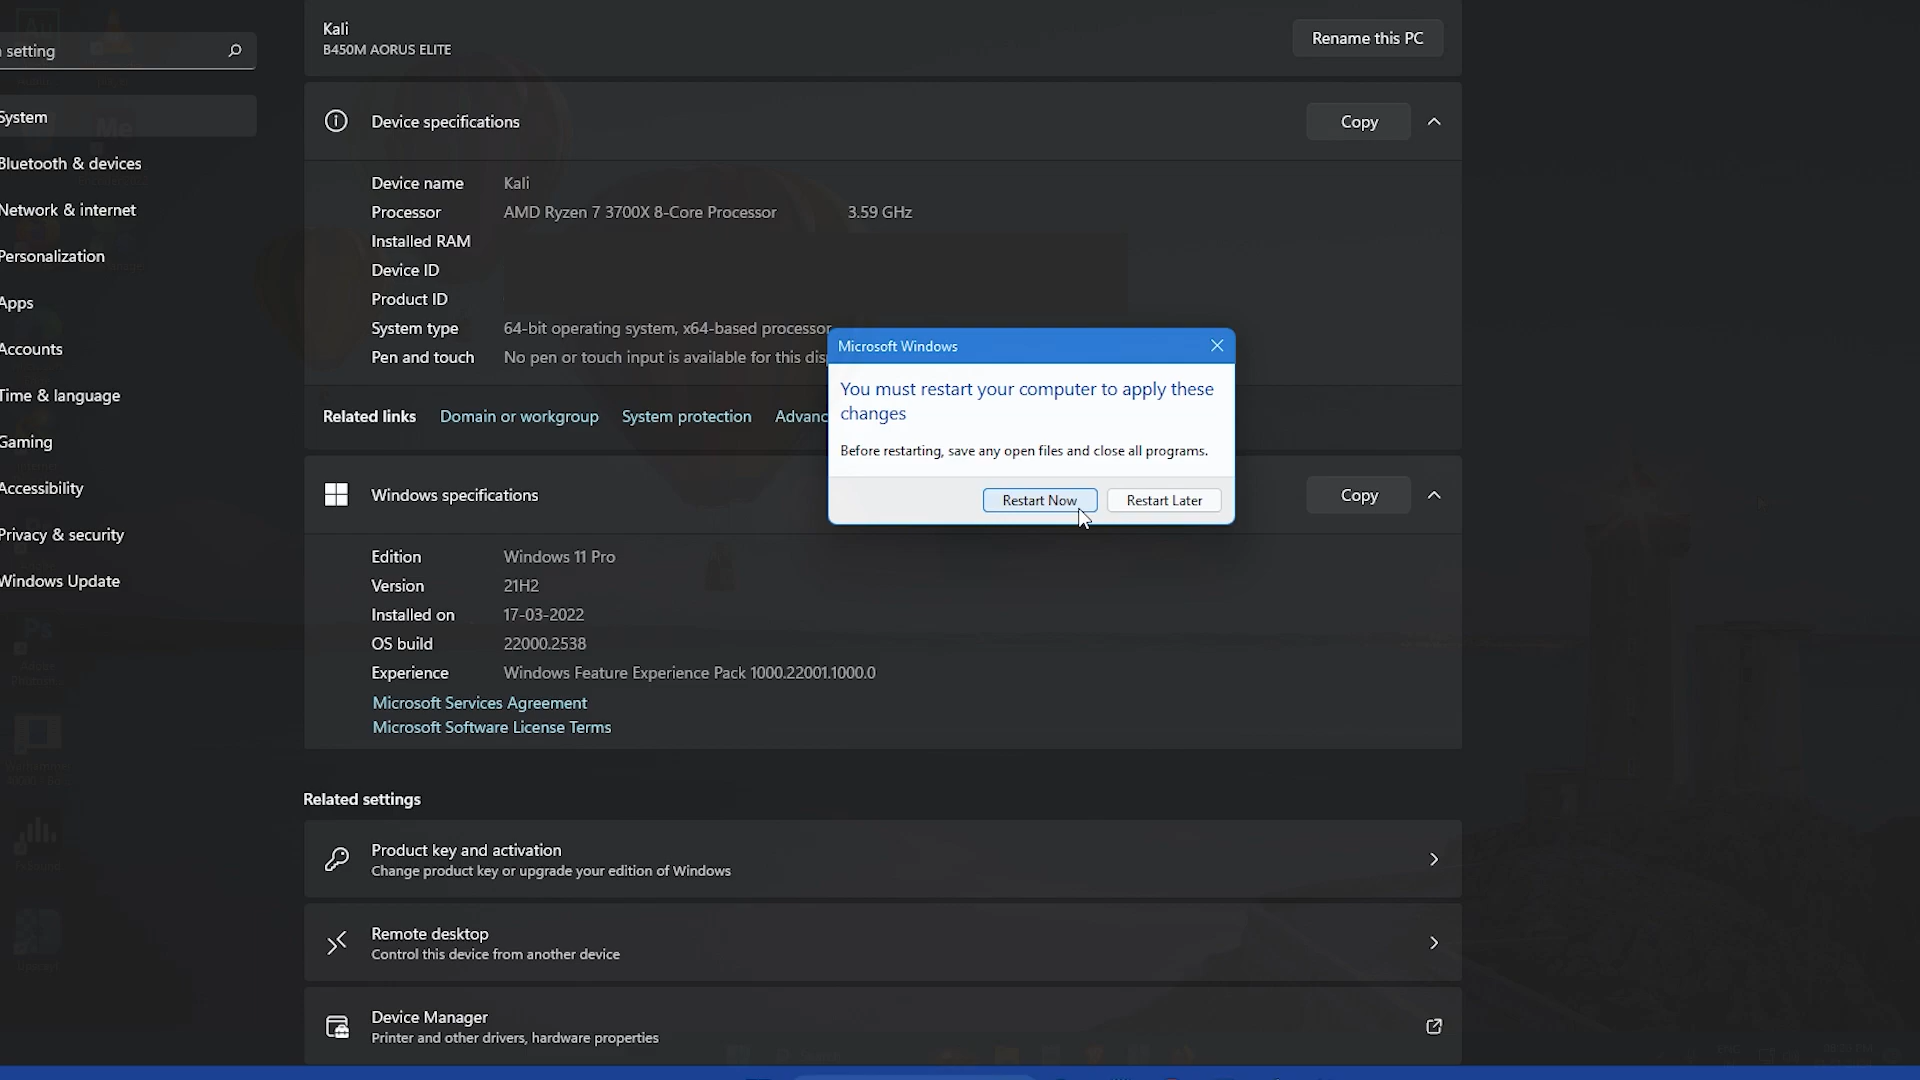 Kali
B450M AORUS ELITE
Rename this PC
setting
System
Bluetooth & devices
Network & internet
Personalization
Apps
Accounts
Time & language
Gaming
Accessibility
Privacy & security
Windows Update
Device specifications
Copy
Device name Kali
Processor AMD Ryzen 7 3700X 8-Core Processor 3.59 GHz
Installed RAM
Device ID
Product ID
System type 64-bit operating system, x64-based processor
Pen and touch No pen or touch input is available for this
Related links Domain or workgroup System protection Advanc
Microsoft Windows
You must restart your computer to apply these
changes
Before restarting, save any open files and close all programs.
Restart Now Restart Later
Windows specifications
Copy
Edition Windows 11 Pro
Version 21H2
Installed on 17-03-2022
OS build 22000.2538
Experience Windows Feature Experience Pack 1000.22001.1000.0
Microsoft Services Agreement
Microsoft Software License Terms
Related settings
Product key and activation
Change product key or upgrade your edition of Windows
Remote desktop
Control this device from another device
Device Manager
Printer and other drivers, hardware properties